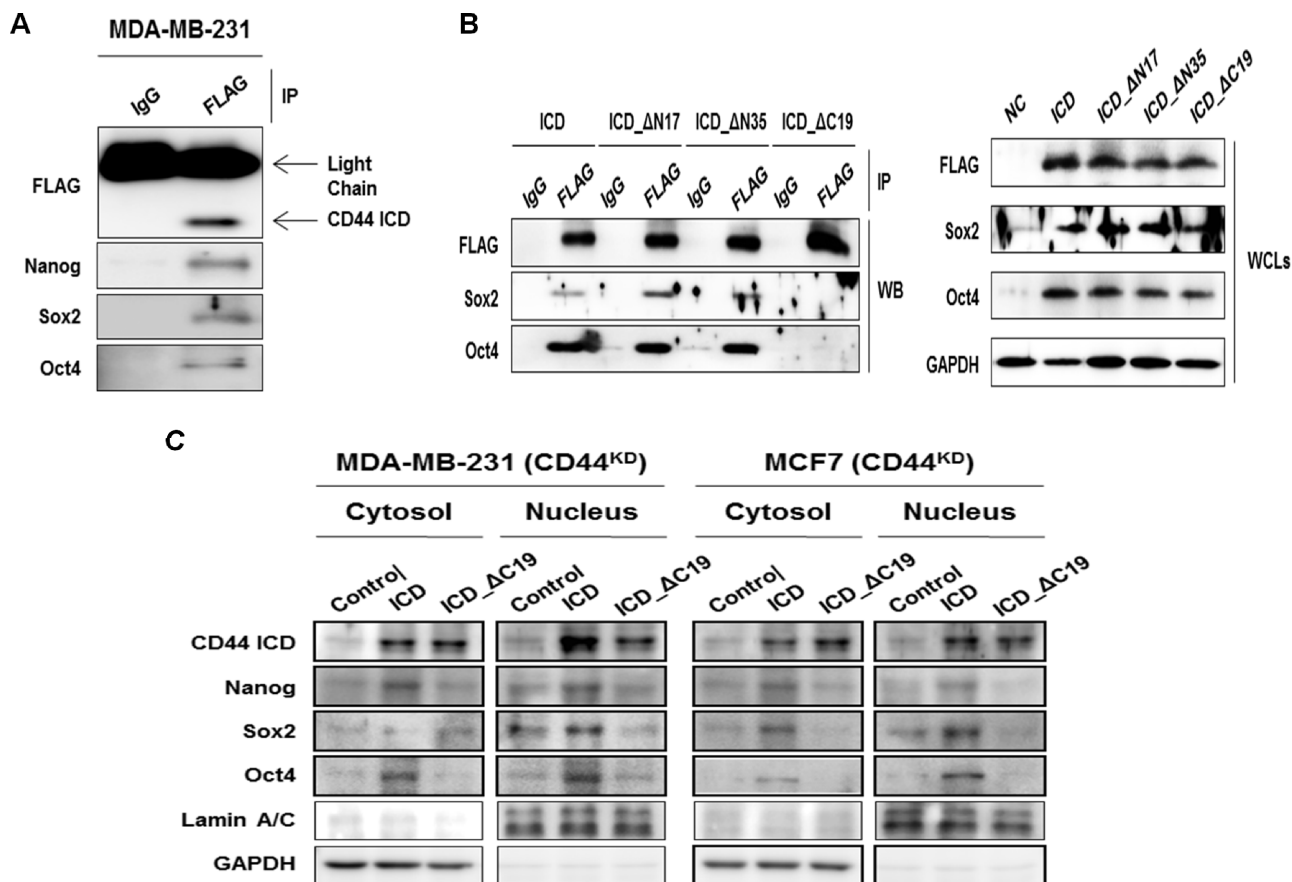 A
MDA-MB-231
IgG
FLAG
IP
FLAG
Light
Chain
CD44 ICD
Nanog
Sox2
Oct4
B
ICD
ICD_ΔN17
ICD_ΔN35
ICD_ΔC19
IgG
FLAG
IgG
FLAG
IgG
FLAG
IgG
FLAG
IP
FLAG
Sox2
Oct4
WB
NC
ICD
ICD_ΔN17
ICD_ΔN35
ICD_ΔC19
FLAG
Sox2
Oct4
GAPDH
WCLs
C
MDA-MB-231 (CD44KD)
MCF7 (CD44KD)
Cytosol
Nucleus
Cytosol
Nucleus
Control
ICD
ICD_ΔC19
Control
ICD
ICD_ΔC19
Control
ICD
ICD_ΔC19
Control
ICD
ICD_ΔC19
CD44 ICD
Nanog
Sox2
Oct4
Lamin A/C
GAPDH